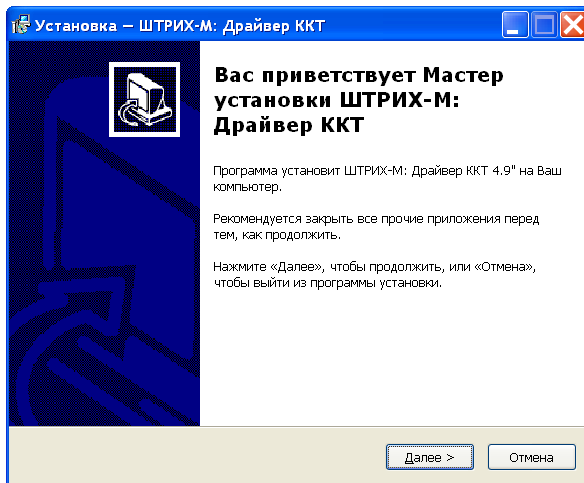 Установка — ШТРИХ-М: Драйвер ККТ
Вас приветствует Мастер
установки ШТРИХ-М:
Драйвер ККТ
Программа установит ШТРИХ-М: Драйвер ККТ 4.9" на Ваш
компьютер.
Рекомендуется закрыть все прочие приложения перед
тем, как продолжить.
Нажмите «Далее», чтобы продолжить, или «Отмена»,
чтобы выйти из программы установки.
Далее >
Отмена